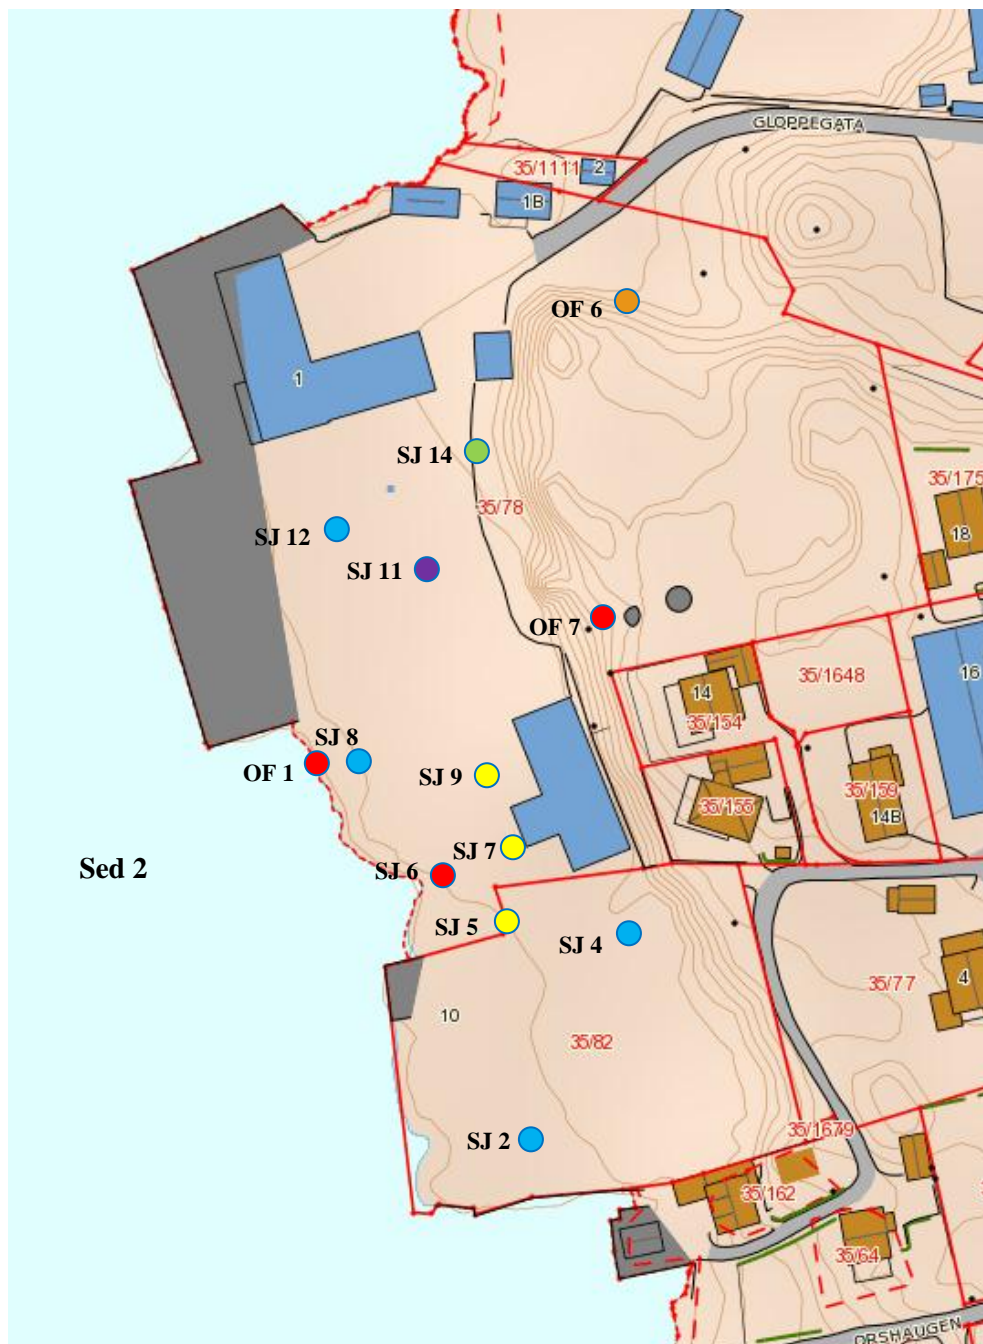 GLOPPEGATA
35/1111
2
1B
OF 6
1
SJ 14
35/175
35/78
18
SJ 12
SJ 11
OF 7
16
14
35/1648
35/154
SJ 8
OF 1
SJ 9
35/155
35/159
14B
SJ 7
Sed 2
SJ 6
SJ 5
SJ 4
35/77
4
10
35/82
35/1679
SJ 2
35/162
35/64
ORSHAUGEN